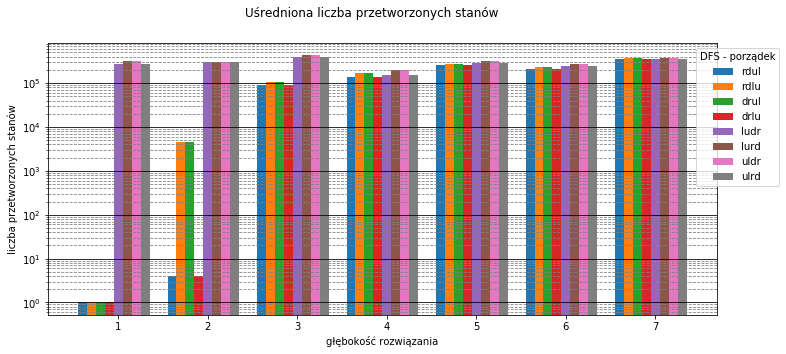 Uśredniona liczba przetworzonych stanów
liczba przetworzonych stanów
10^5
10^4
10^3
10^2
10^1
10^0
1 2 3 4 5 6 7
głębokość rozwiązania
DFS - porządek
rdul
rdlu
drul
drlu
ludr
lurd
uldr
ulrd